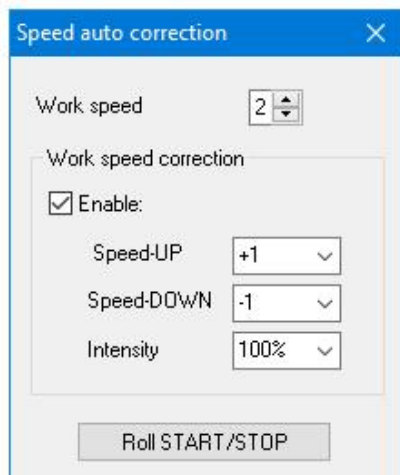 Speed auto correction
Work speed 2
Work speed correction
Enable:
Speed-UP +1
Speed-DOWN -1
Intensity 100%
Roll START/STOP